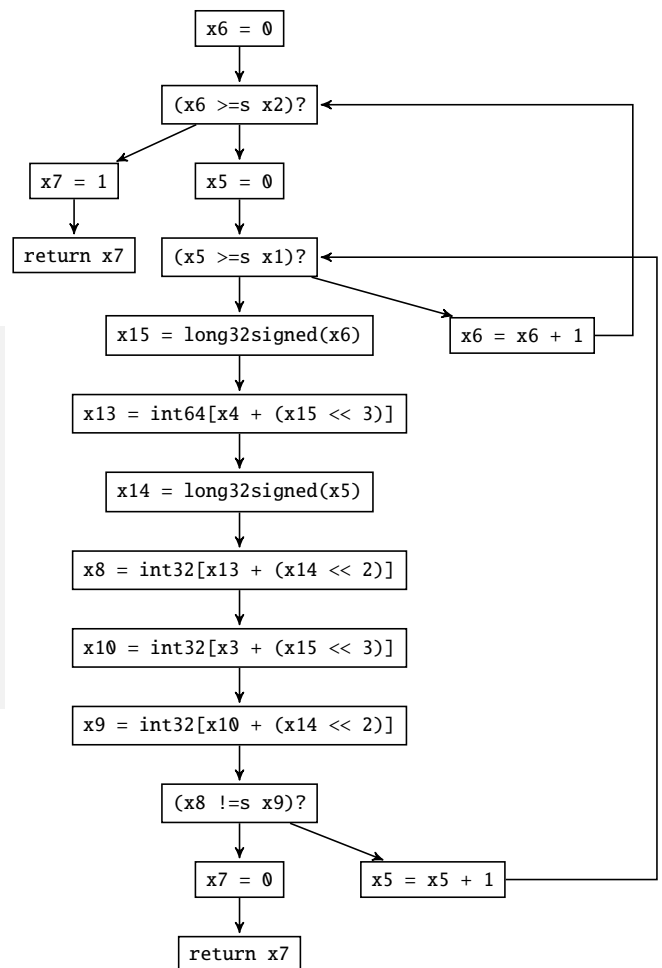 x6 = 0
(x6 >=s x2)?
x7 = 1
x5 = 0
return x7
(x5 >=s x1)?
x15 = long32signed(x6)
x6 = x6 + 1
x13 = int64[x4 + (x15 << 3)]
x14 = long32signed(x5)
x8 = int32[x13 + (x14 << 2)]
x10 = int32[x3 + (x15 << 3)]
x9 = int32[x10 + (x14 << 2)]
(x8 !=s x9)?
x7 = 0
x5 = x5 + 1
return x7